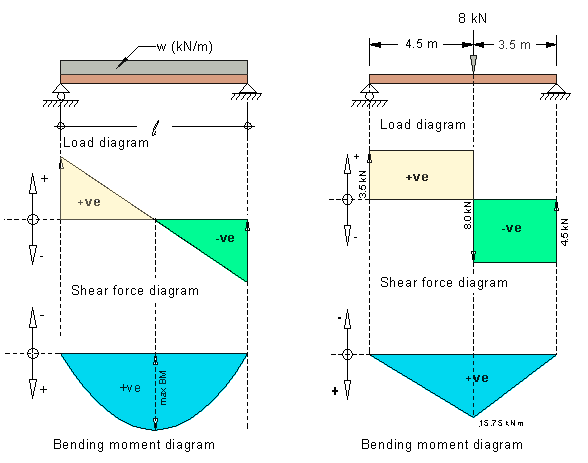 w (kN/m)
l
Load diagram
+
+ve
-ve
-
Shear force diagram
-
+ve
max BM
+
Bending moment diagram
8 kN
4.5 m
3.5 m
Load diagram
+
3.5 kN
+ve
8.0 kN
-ve
4.5 kN
-
Shear force diagram
-
+ve
+
15.75 kNm
Bending moment diagram